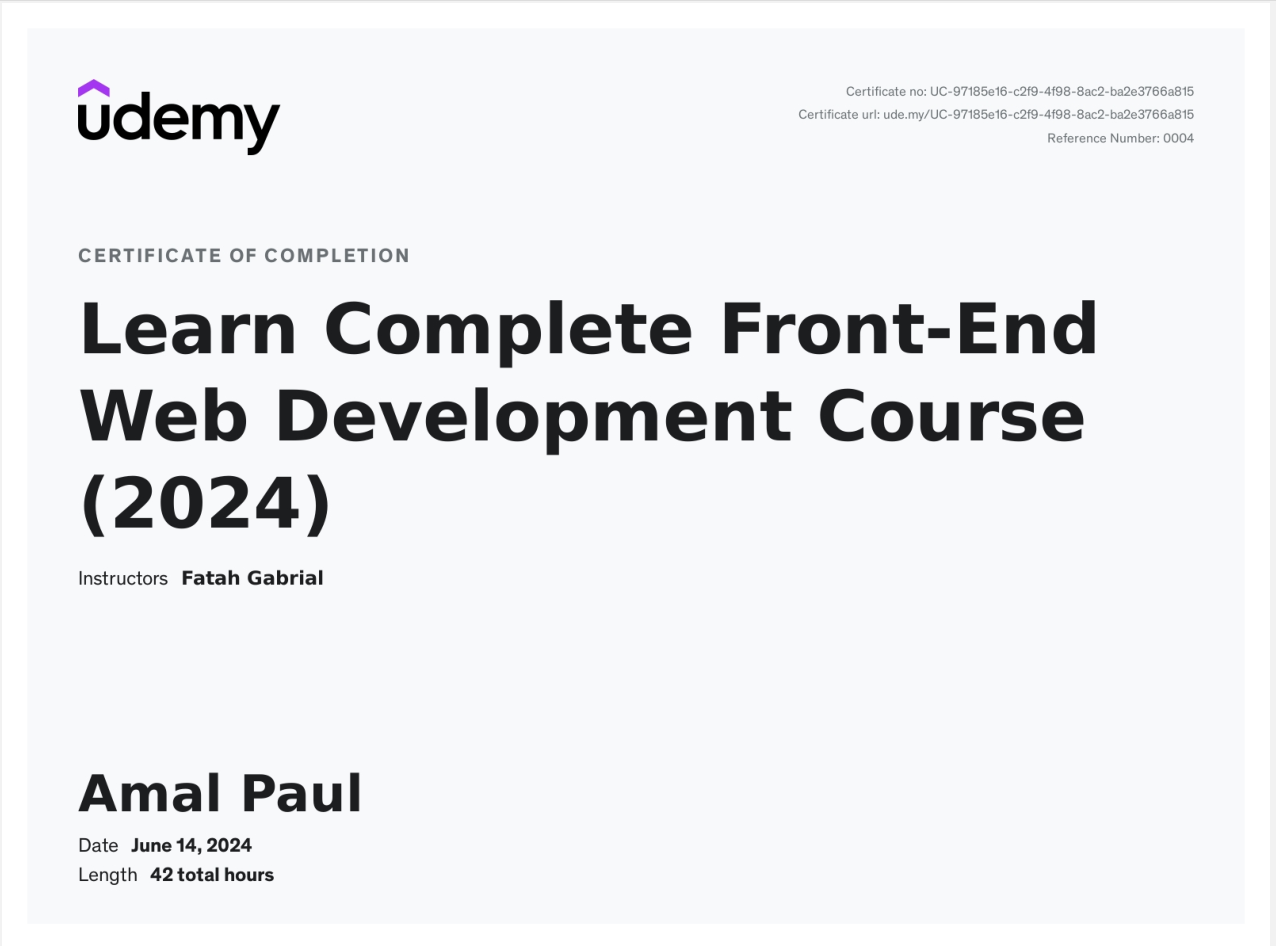 udemy
Certificate no: UC-97185e16-c2f9-4f98-8ac2-ba2e3766a815
Certificate url: ude.my/UC-97185e16-c2f9-4f98-8ac2-ba2e3766a815
Reference Number: 0004
CERTIFICATE OF COMPLETION
Learn Complete Front-End
Web Development Course
(2024)
Instructors Fatah Gabrial
Amal Paul
Date June 14, 2024
Length 42 total hours